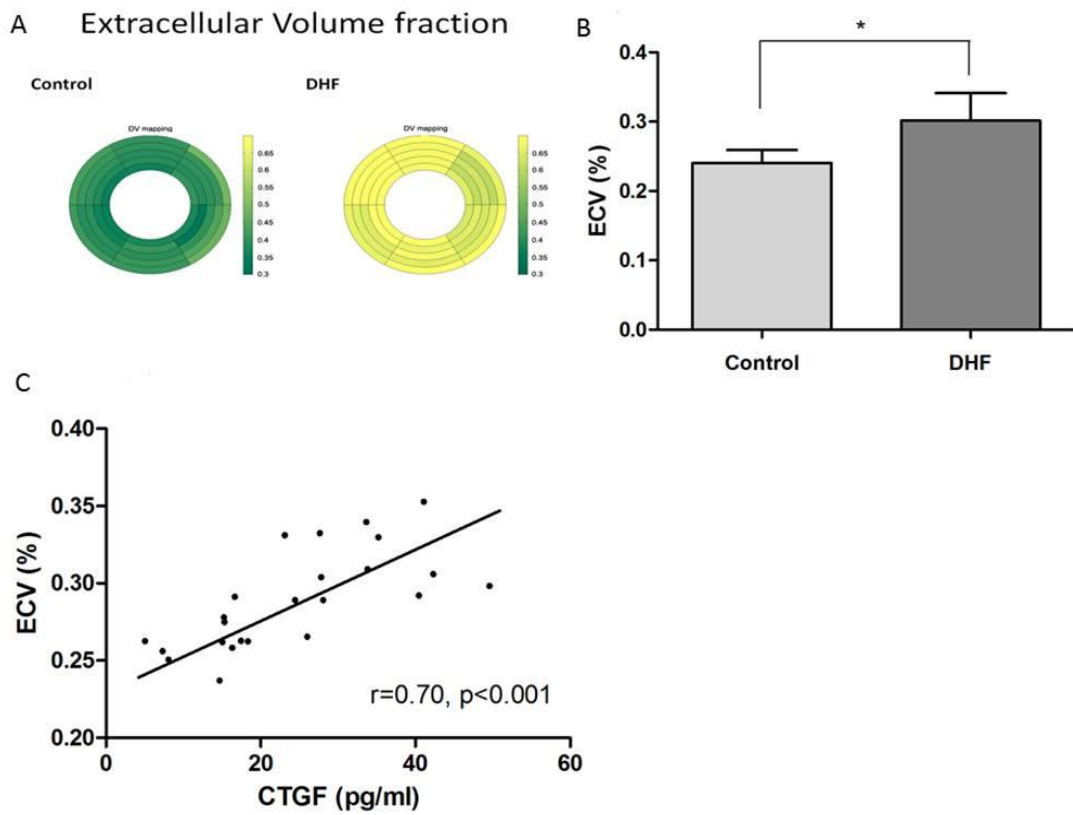 A
Extracellular Volume fraction
Control
DHF
DV mapping
0.65
0.6
0.55
0.5
0.45
0.4
0.35
0.3
DV mapping
0.65
0.6
0.55
0.5
0.45
0.4
0.35
0.3
B
*
0.4
0.3
0.2
0.1
0.0
ECV (%)
Control
DHF
C
0.40
0.35
0.30
0.25
0.20
ECV (%)
r=0.70, p<0.001
0
20
40
60
CTGF (pg/ml)